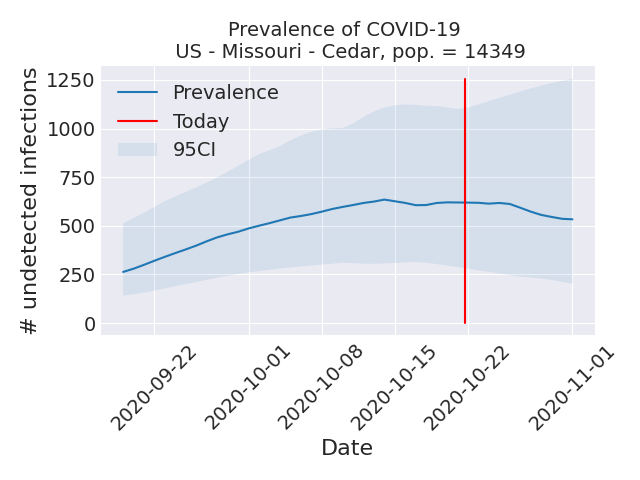 Prevalence of COVID-19
US - Missouri - Cedar, pop. = 14349
# undetected infections
1250
1000
750
500
250
0
Prevalence
Today
95CI
2020-09-22
2020-10-01
2020-10-08
2020-10-15
2020-10-22
2020-11-01
Date